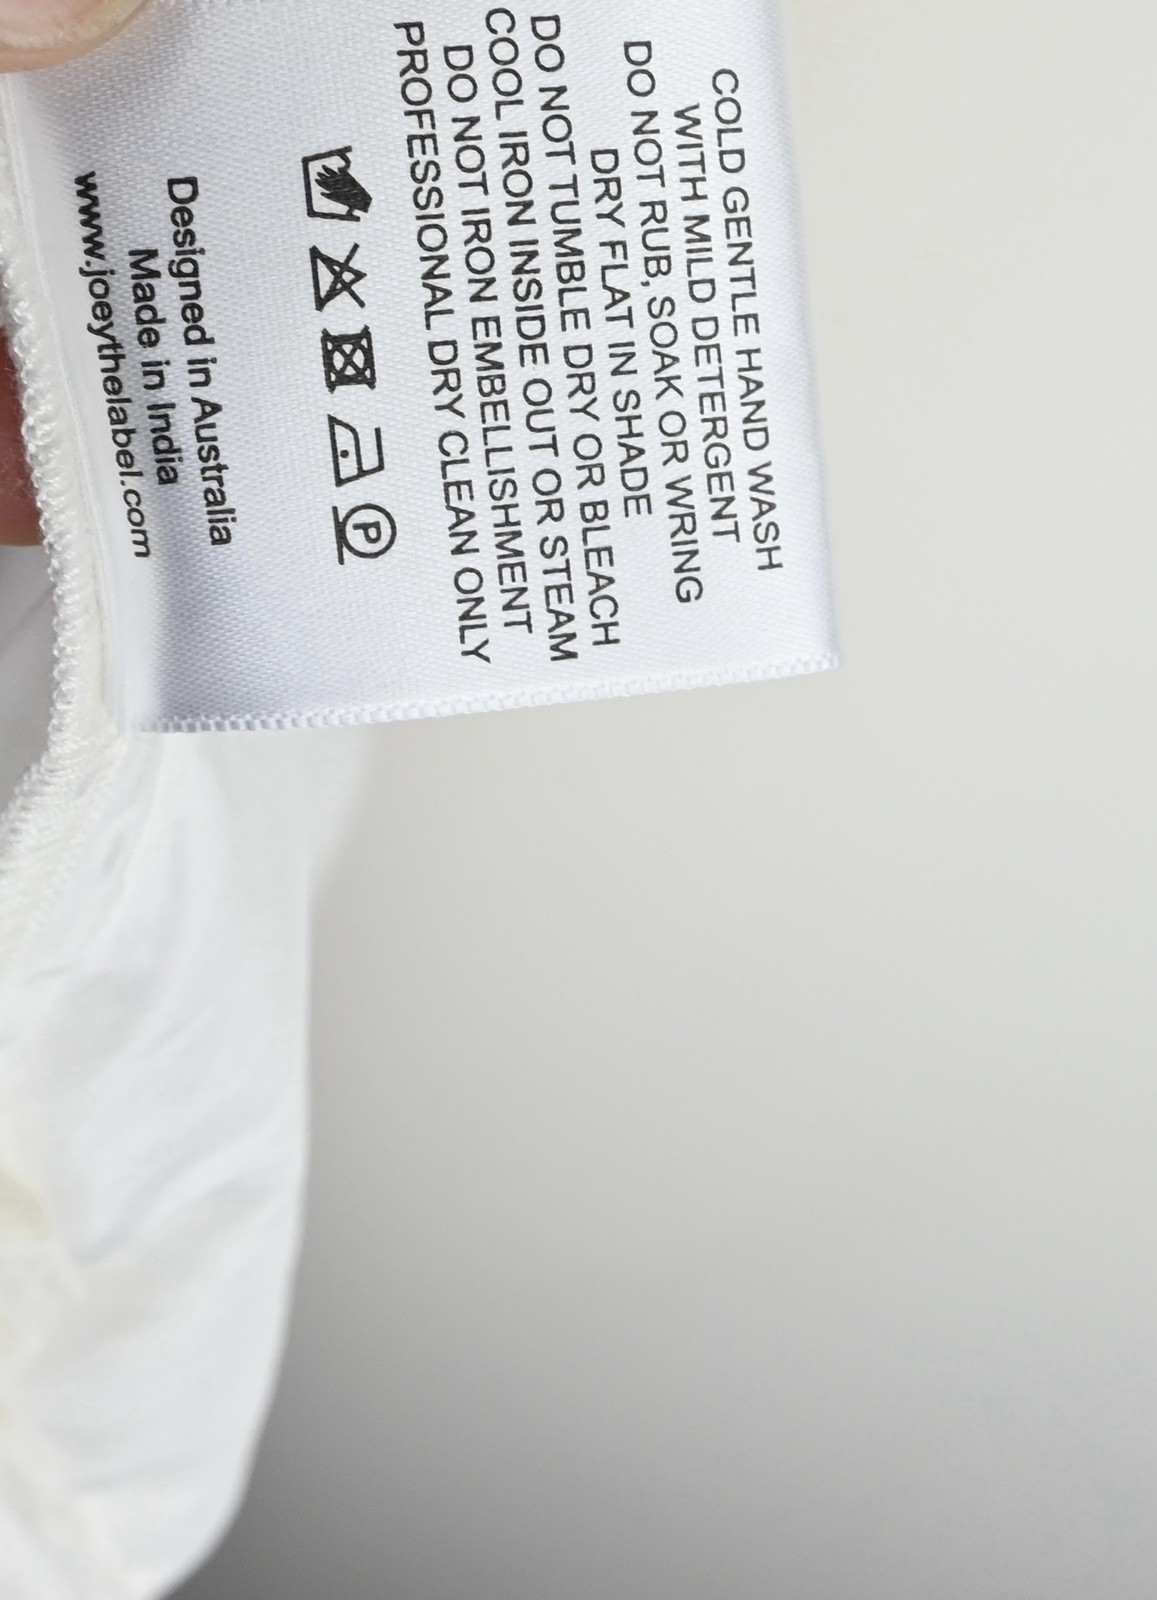 COLD GENTLE HAND WASH
WITH MILD DETERGENT
DO NOT RUB, SOAK OR WRING
DRY FLAT IN SHADE
DO NOT TUMBLE DRY OR BLEACH
COOL IRON INSIDE OUT OR STEAM
DO NOT IRON EMBELLISHMENT
PROFESSIONAL DRY CLEAN ONLY
P
Designed in Australia
Made in India
www.joeythelabel.com